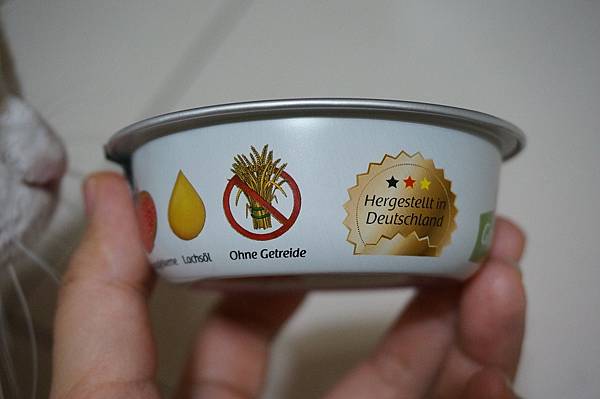 Lachsöl
Ohne Getreide
Hergestellt in
Deutschland